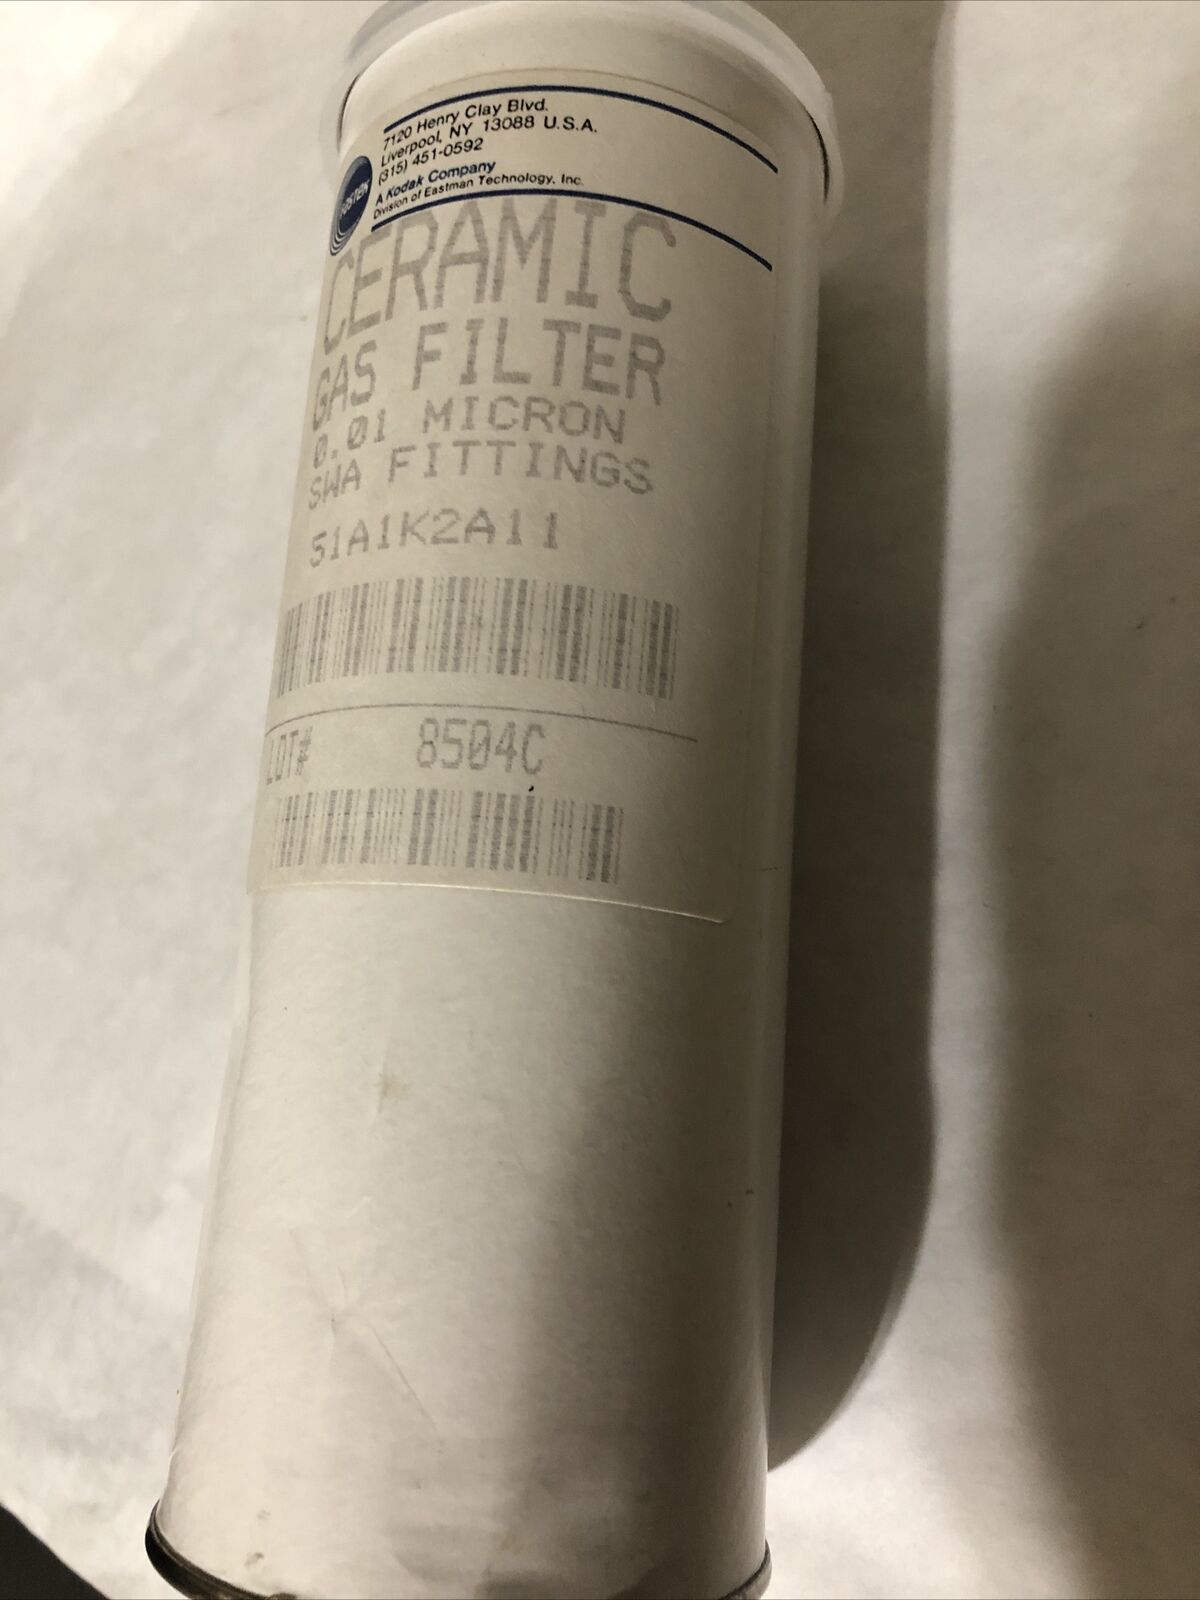 7120 Henry Clay Blvd.
Liverpool, NY 13088 U.S.A.
(315) 451-0592
A Kodak Company
Division of Eastman Technology, Inc.
CERAMIC
GAS FILTER
0.01 MICRON
SWA FITTINGS
51A1K2A11
LOT# 8504C